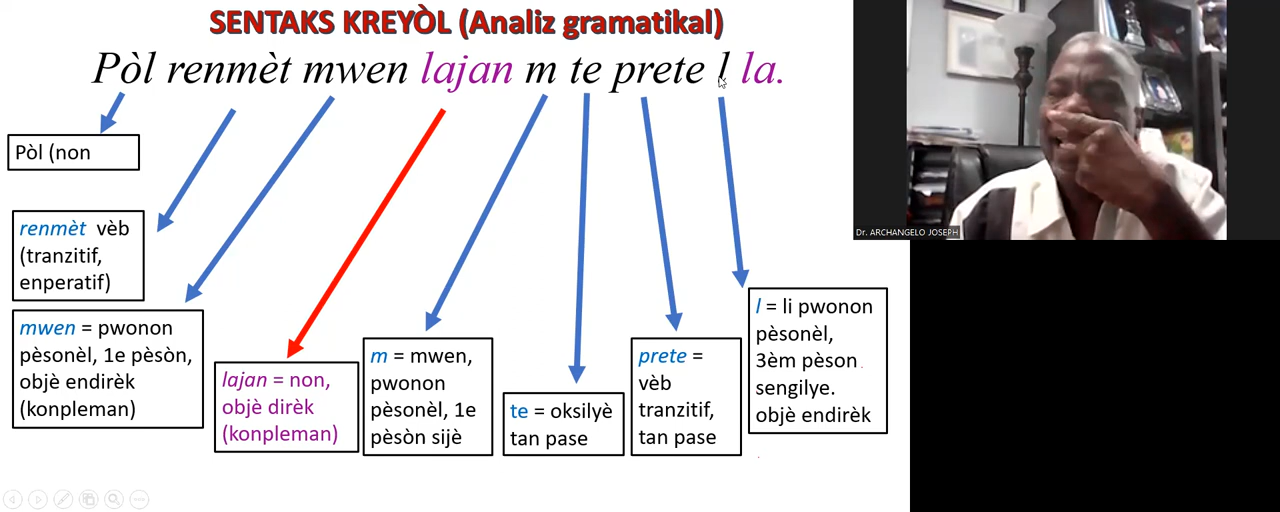 SENTAKS KREYÒL (Analiz gramatikal)
Pòl renmèt mwen lajan m te prete l la.
Pòl (non
renmèt vèb
(tranzitif,
enperatif)
mwen = pwonon
pèsonèl, 1e pèsòn,
objè endirèk
(konpleman)
lajan = non,
objè dirèk
(konpleman)
m = mwen,
pwonon
pèsonèl, 1e
pèsòn sijè
te = oksilyè
tan pase
prete =
vèb
tranzitif,
tan pase
l = li pwonon
pèsonèl,
3èm pèson
sengilye.
objè endirèk
Dr. ARCHANGELO JOSEPH